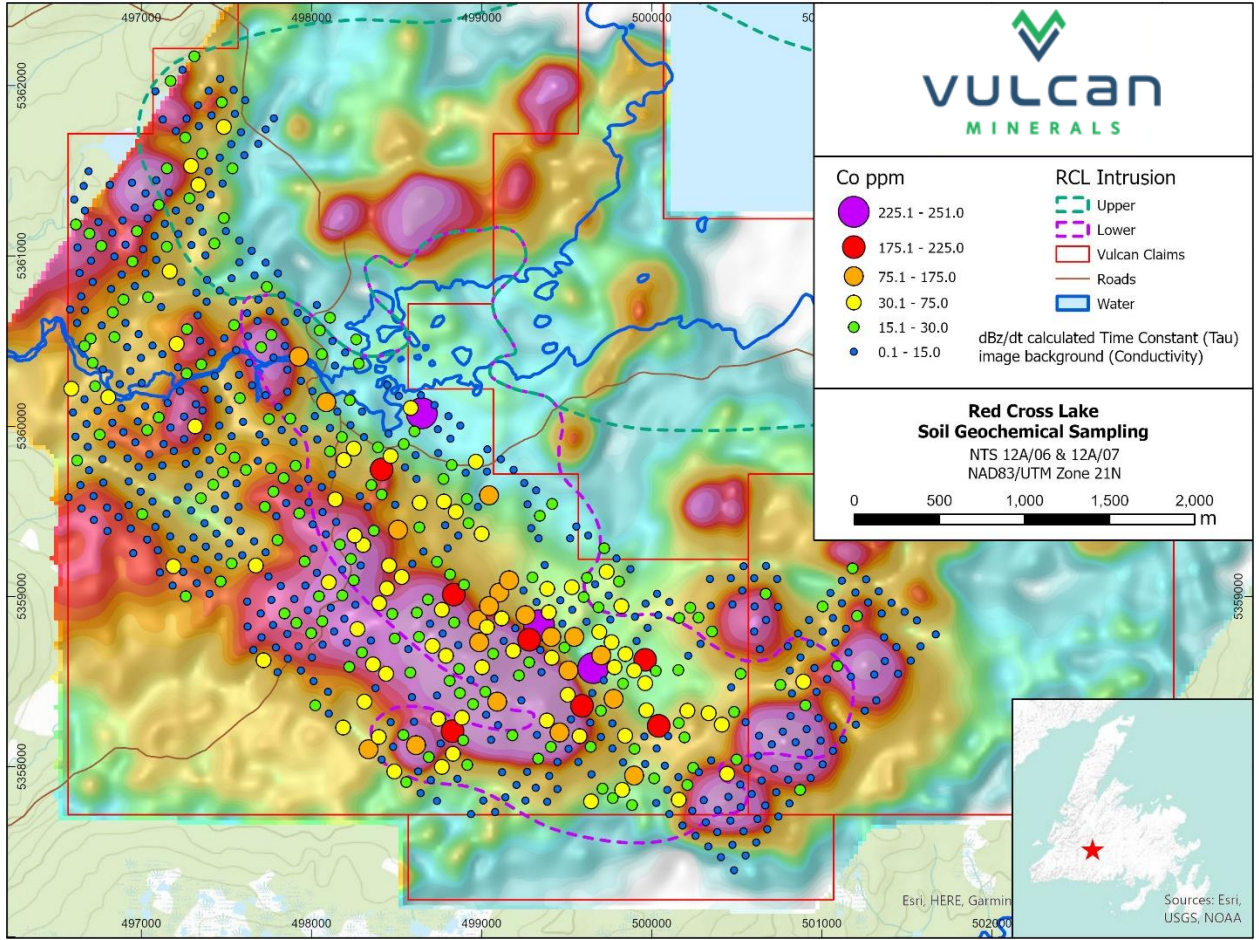 497000
498000
499000
500000
50
5362000
5361000
5360000
5359000
5358000
5359000
VULCAN
MINERALS
Co ppm
225.1 - 251.0
175.1 - 225.0
75.1 - 175.0
30.1 - 75.0
15.1 - 30.0
0.1 - 15.0
RCL Intrusion
Upper
Lower
Vulcan Claims
Roads
Water
dBz/dt calculated Time Constant (Tau)
image background (Conductivity)
Red Cross Lake
Soil Geochemical Sampling
NTS 12A/06 & 12A/07
NAD83/UTM Zone 21N
0 500 1,000 1,500 2,000 m
Esri, HERE, Garmin
Sources: Esri,
USGS, NOAA
497000
498000
499000
500000
501000
50200